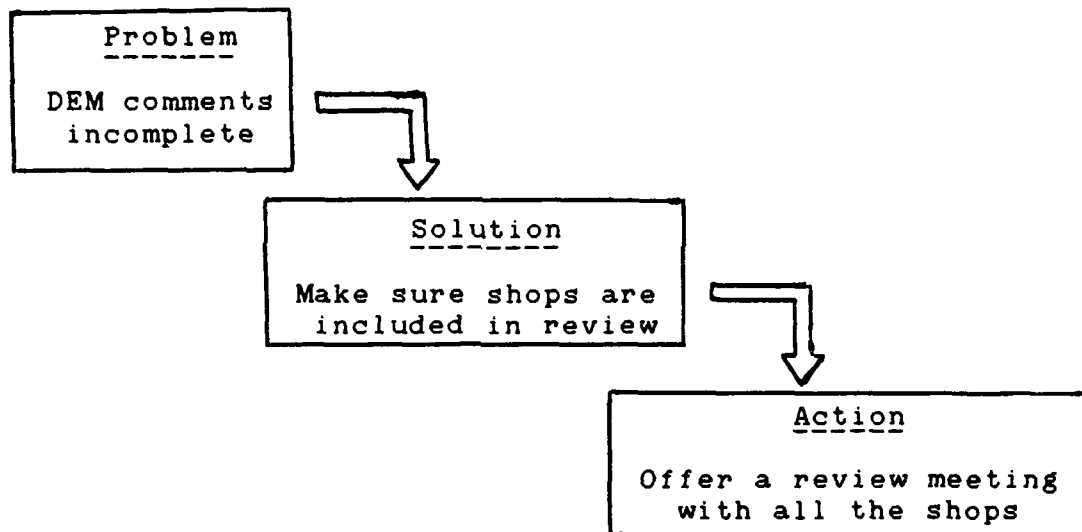 Problem
DEM comments
incomplete
Solution
Make sure shops are
included in review
Action
Offer a review meeting
with all the shops